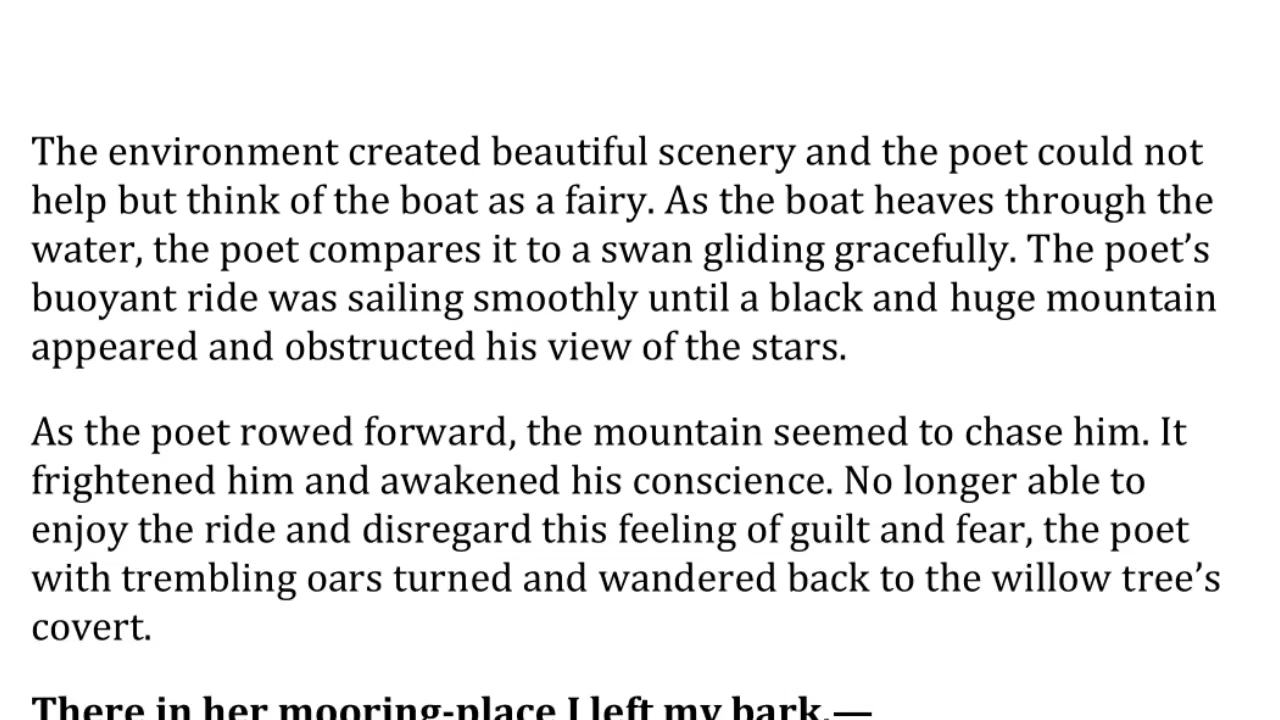 The environment created beautiful scenery and the poet could not
help but think of the boat as a fairy. As the boat heaves through the
water, the poet compares it to a swan gliding gracefully. The poet’s
buoyant ride was sailing smoothly until a black and huge mountain
appeared and obstructed his view of the stars.
As the poet rowed forward, the mountain seemed to chase him. It
frightened him and awakened his conscience. No longer able to
enjoy the ride and disregard this feeling of guilt and fear, the poet
with trembling oars turned and wandered back to the willow tree’s
covert.
There in her mooring-place I left my bark,—